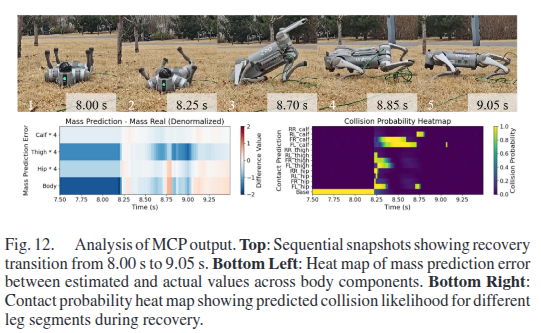 1 8.00 s 2 8.25 s 3 8.70 s 4 8.85 s 5 9.05 s
Mass Prediction - Mass Real (Denormalized)
Mass Prediction Error
Calf * 4
Thigh * 4
Hip * 4
Body
7.50 7.75 8.00 8.25 8.50 8.75 9.00 9.25
Time (s)
2
1
0
−1
−2
Difference Value
Collision Probability Heatmap
Contact Prediction
RR_calf
RL_calf
FR_calf
FL_calf
RR_thigh
RL_thigh
FR_thigh
FL_thigh
RR_hip
RL_hip
FR_hip
FL_hip
Base
7.50 7.75 8.00 8.25 8.50 8.75 9.00 9.25
Time (s)
1.0
0.8
0.6
0.4
0.2
0.0
Collision Probability
Fig. 12. Analysis of MCP output. Top: Sequential snapshots showing recovery
transition from 8.00 s to 9.05 s. Bottom Left: Heat map of mass prediction error
between estimated and actual values across body components. Bottom Right:
Contact probability heat map showing predicted collision likelihood for different
leg segments during recovery.